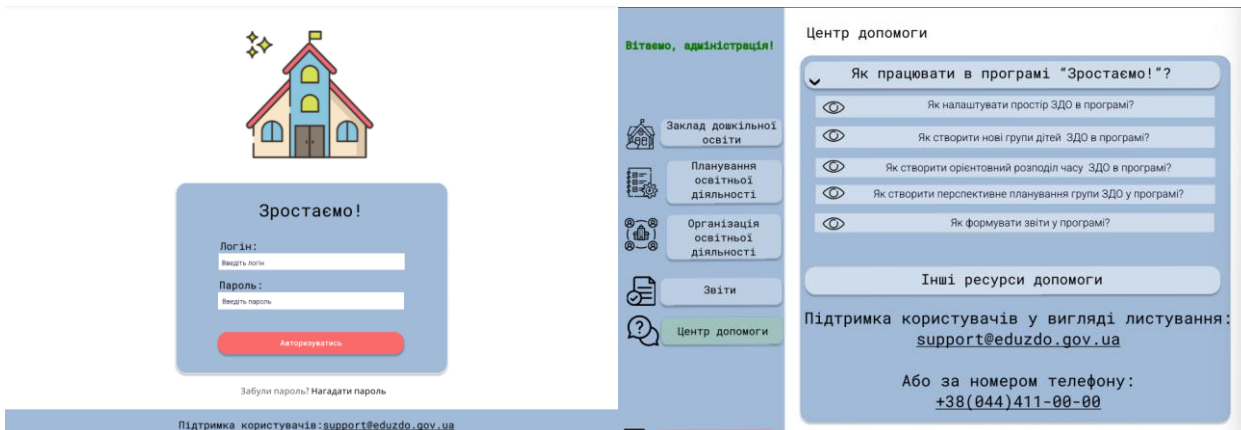 Зростаємо!
Логін:
Введіть логін
Пароль:
Введіть пароль
Авторизуватись
Забули пароль? Нагадати пароль
Підтримка користувачів:support@eduzdo.gov.ua
Вітаємо, адміністрація!
Заклад дошкільної
освіти
Планування
освітньої
діяльності
Організація
освітньої
діяльності
Звіти
Центр допомоги
Центр допомоги
Як працювати в програмі "Зростаємо!"?
Як налаштувати простір ЗДО в програмі?
Як створити нові групи дітей ЗДО в програмі?
Як створити орієнтовний розподіл часу ЗДО в програмі?
Як створити перспективне планування групи ЗДО у програмі?
Як формувати звіти у програмі?
Інші ресурси допомоги
Підтримка користувачів у вигляді листування:
support@eduzdo.gov.ua
Або за номером телефону:
+38(044)411-00-00